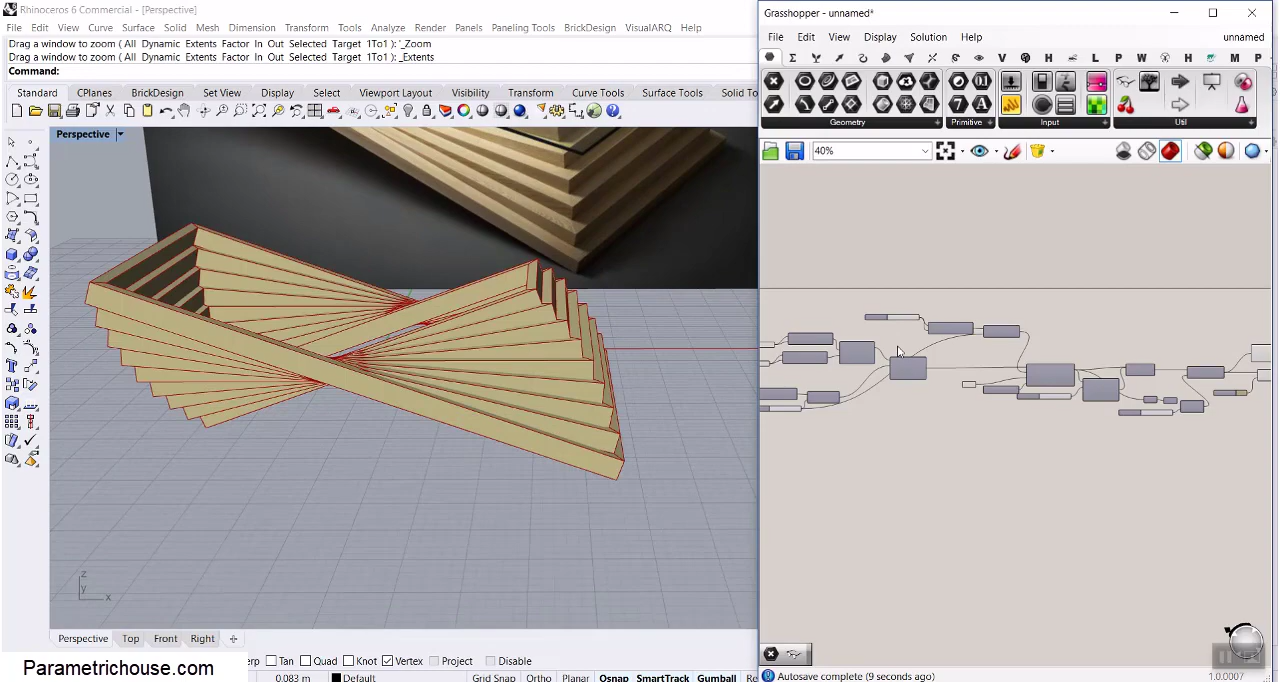 Rhinoceros 6 Commercial - [Perspective]
File Edit View Curve Surface Solid Mesh Dimension Transform Tools Analyze Render Panels Paneling Tools BrickDesign VisualARQ Help
Drag a window to zoom ( All Dynamic Extents Factor In Out Selected Target 1To1 ): '_Zoom
Drag a window to zoom ( All Dynamic Extents Factor In Out Selected Target 1To1 ): _Extents
Command:
Standard CPlanes Set View Display Select Viewport Layout Visibility Transform Curve Tools Surface Tools Solid To
BrickDesign
Perspective
z
y
x
Perspective Top Front Right
erp Tan Quad Knot Vertex Project Disable
0.083 m Default Grid Snap Ortho Planar Osnap SmartTrack Gumball Re
Parametrichouse.com
Grasshopper - unnamed*
File Edit View Display Solution Help unnamed
V H L P W H M P
Geometry Primitive Input Util
40%
Autosave complete (9 seconds ago) 1.0.0007